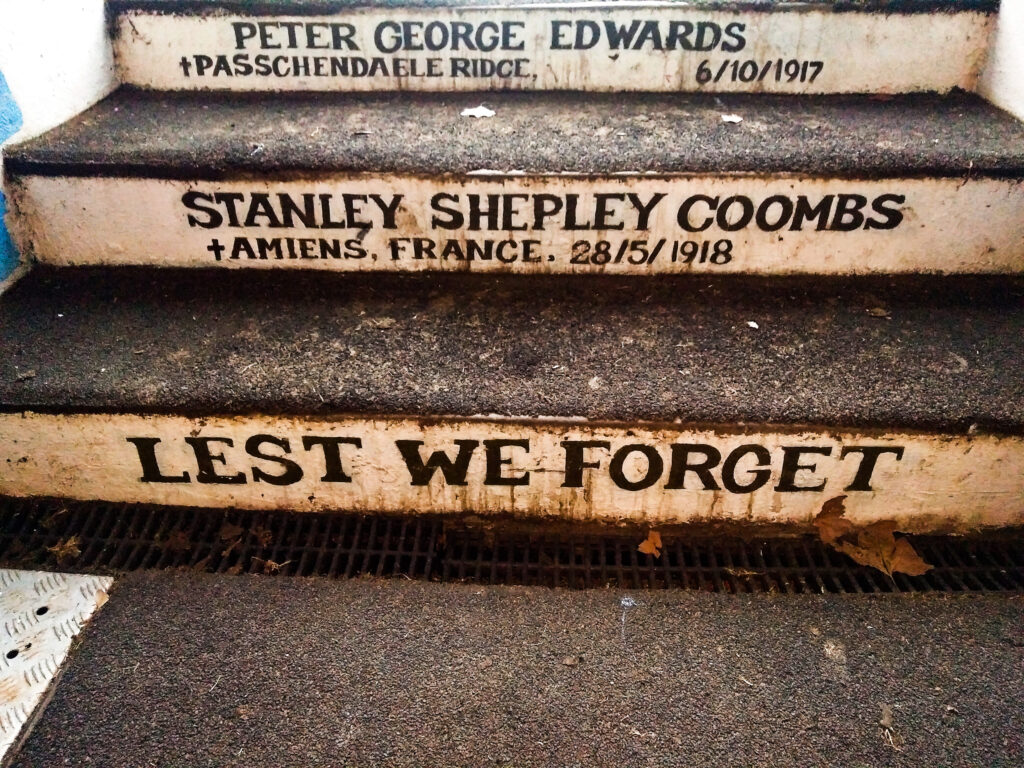 PETER GEORGE EDWARDS
†PASSCHENDAELE RIDGE, 6/10/1917
STANLEY SHEPLEY COOMBS
†AMIENS, FRANCE. 28/5/1918
LEST WE FORGET